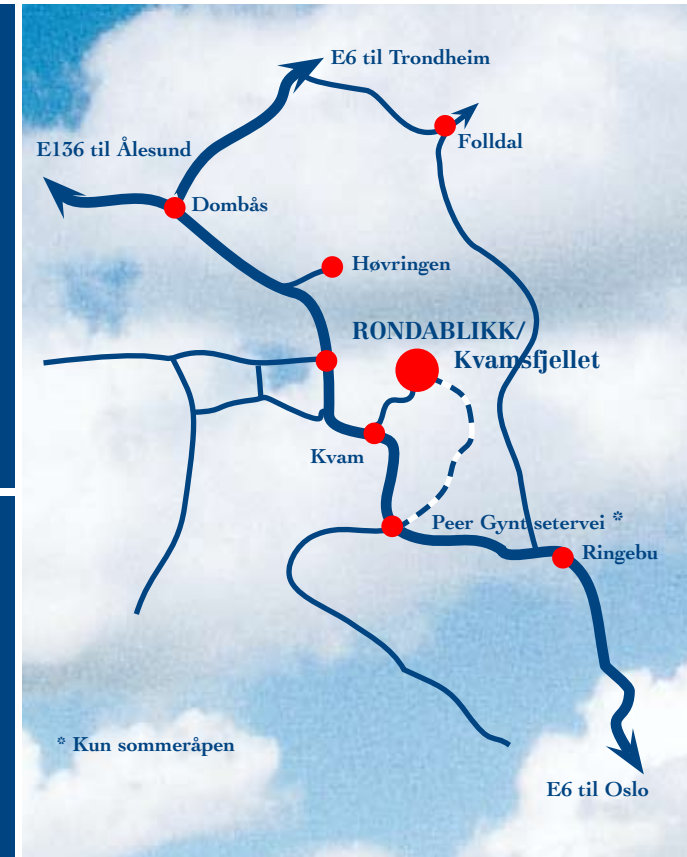 E6 til Trondheim
Folldal
E136 til Ålesund
Dombås
Høvringen
RONDABLIKK/
Kvamsfjellet
Kvam
Peer Gynt setervei *
Ringebu
* Kun sommeråpen
E6 til Oslo